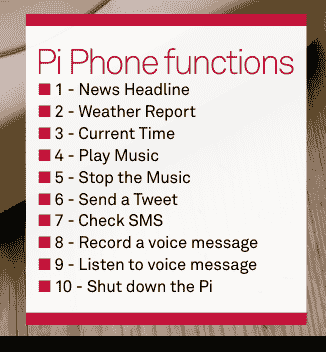 Pi Phone functions
1 - News Headline
2 - Weather Report
3 - Current Time
4 - Play Music
5 - Stop the Music
6 - Send a Tweet
7 - Check SMS
8 - Record a voice message
9 - Listen to voice message
10 - Shut down the Pi